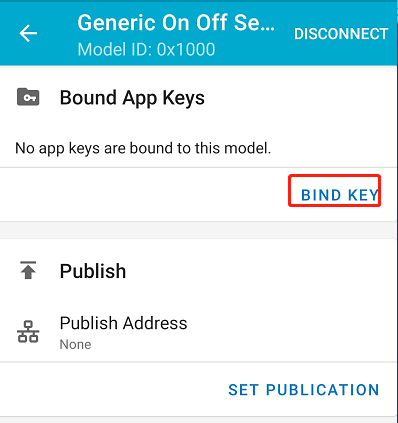 Generic On Off Se...
DISCONNECT
Model ID: 0x1000
Bound App Keys
No app keys are bound to this model.
BIND KEY
Publish
Publish Address
None
SET PUBLICATION